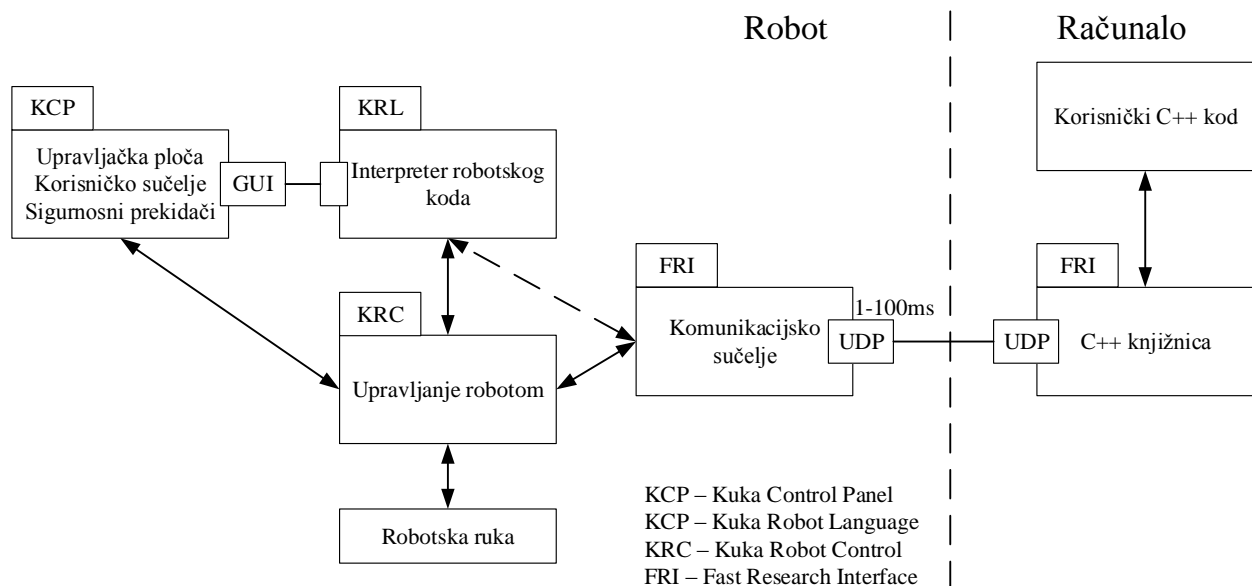 Robot
Računalo
KCP
Upravljačka ploča
Korisničko sučelje
Sigurnosni prekidači
GUI
KRL
Interpreter robotskog
koda
Korisnički C++ kod
KRC
Upravljanje robotom
Robotska ruka
FRI
Komunikacijsko
sučelje
1-100ms
UDP
UDP
FRI
C++ knjižnica
KCP – Kuka Control Panel
KCP – Kuka Robot Language
KRC – Kuka Robot Control
FRI – Fast Research Interface